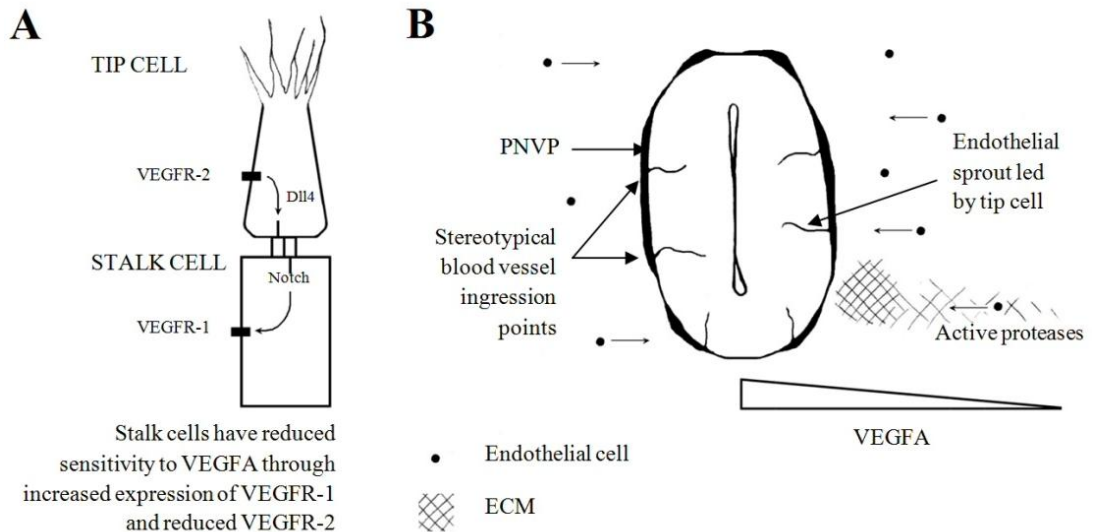 A
TIP CELL
VEGFR-2
Dll4
STALK CELL
Notch
VEGFR-1
Stalk cells have reduced
sensitivity to VEGFA through
increased expression of VEGFR-1
and reduced VEGFR-2
B
PNVP
Stereotypical
blood vessel
ingression
points
Endothelial
sprout led
by tip cell
Active proteases
VEGFA
Endothelial cell
ECM